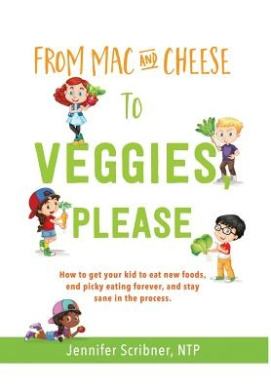 FROM MAC AND CHEESE
TO
VEGGIES,
PLEASE
How to get your kid to eat new foods,
end picky eating forever, and stay
sane in the process.
Jennifer Scribner, NTP